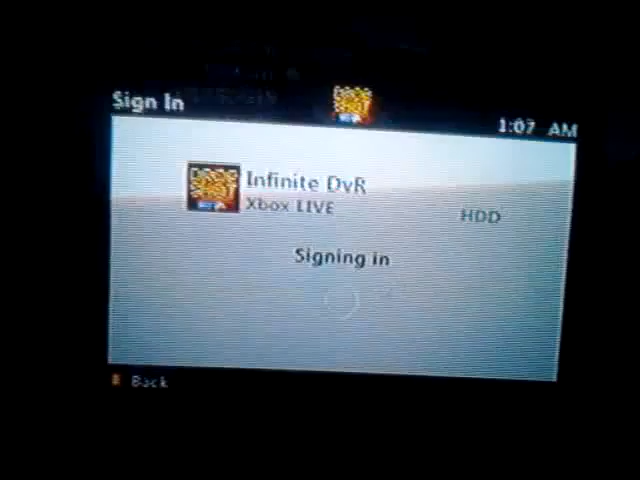 Sign In
1:07 AM
Infinite DvR
Xbox LIVE
HDD
Signing in
Back